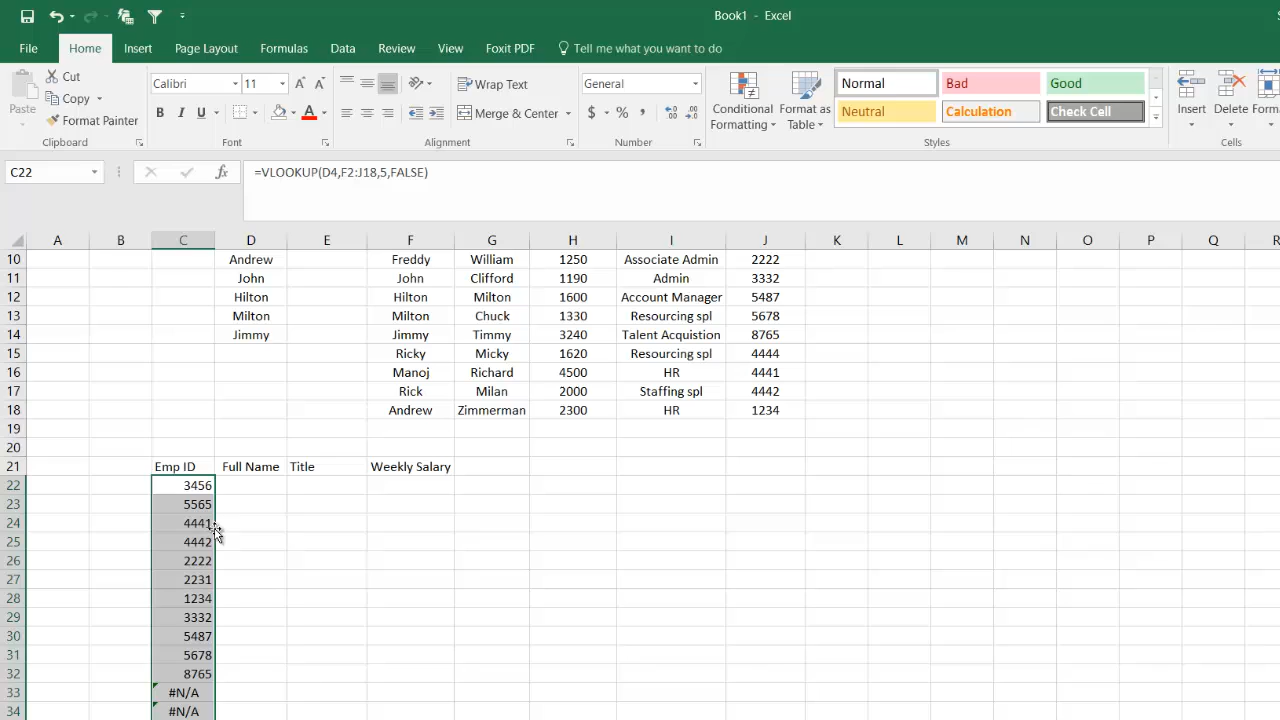 Book1 - Excel
File Home Insert Page Layout Formulas Data Review View Foxit PDF Tell me what you want to do
Paste Cut Copy Format Painter Clipboard
Calibri 11 B I U A Font
Wrap Text Merge & Center Alignment
General $ % , Number
Conditional Formatting Format as Table Normal Bad Good Neutral Calculation Check Cell Styles
Insert Delete Cells
C22 fx =VLOOKUP(D4,F2:J18,5,FALSE)
A B C D E F G H I J K L M N O P Q R
10 Andrew Freddy William 1250 Associate Admin 2222
11 John John Clifford 1190 Admin 3332
12 Hilton Hilton Milton 1600 Account Manager 5487
13 Milton Milton Chuck 1330 Resourcing spl 5678
14 Jimmy Jimmy Timmy 3240 Talent Acquistion 8765
15 Ricky Micky 1620 Resourcing spl 4444
16 Manoj Richard 4500 HR 4441
17 Rick Milan 2000 Staffing spl 4442
18 Andrew Zimmerman 2300 HR 1234
19
20
21 Emp ID Full Name Title Weekly Salary
22 3456
23 5565
24 4441
25 4442
26 2222
27 2231
28 1234
29 3332
30 5487
31 5678
32 8765
33 #N/A
34 #N/A